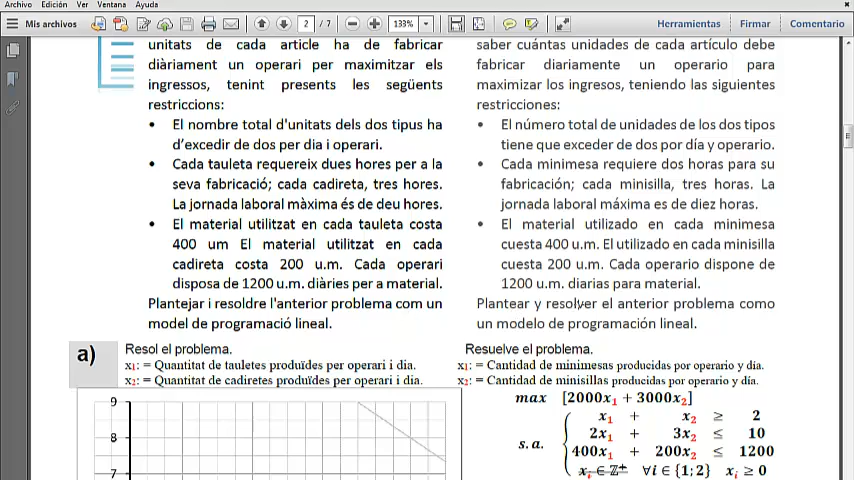 Archivo Edición Ver Ventana Ayuda
Mis archivos 2 / 7 133% Herramientas Firmar Comentario
unitats de cada article ha de fabricar
diàriament un operari per maximitzar els
ingressos, tenint presents les següents
restriccions:
• El nombre total d'unitats dels dos tipus ha
d'excedir de dos per dia i operari.
• Cada tauleta requereix dues hores per a la
seva fabricació; cada cadireta, tres hores.
La jornada laboral màxima és de deu hores.
• El material utilitzat en cada tauleta costa
400 um El material utilitzat en cada
cadireta costa 200 u.m. Cada operari
disposa de 1200 u.m. diàries per a material.
Plantejar i resoldre l'anterior problema com un
model de programació lineal.
saber cuántas unidades de cada artículo debe
fabricar diariamente un operario para
maximizar los ingresos, teniendo las siguientes
restricciones:
• El número total de unidades de los dos tipos
tiene que exceder de dos por día y operario.
• Cada minimesa requiere dos horas para su
fabricación; cada minisilla, tres horas. La
jornada laboral máxima es de diez horas.
• El material utilizado en cada minimesa
cuesta 400 u.m. El utilizado en cada minisilla
cuesta 200 u.m. Cada operario dispone de
1200 u.m. diarias para material.
Plantear y resolver el anterior problema como
un modelo de programación lineal.
a)
Resol el problema.
x₁: = Quantitat de tauletes produïdes per operari i dia.
x₂: = Quantitat de cadiretes produïdes per operari i dia.
Resuelve el problema.
x₁: = Cantidad de minimesas producidas por operario y día.
x₂: = Cantidad de minisillas producidas por operario y día.
9
8
7
max [2000x₁ + 3000x₂]
s.a.
x₁ + x₂ ≥ 2
2x₁ + 3x₂ ≤ 10
400x₁ + 200x₂ ≤ 1200
xᵢ ∈ ℤ⁺ ∀i ∈ {1; 2} xᵢ ≥ 0